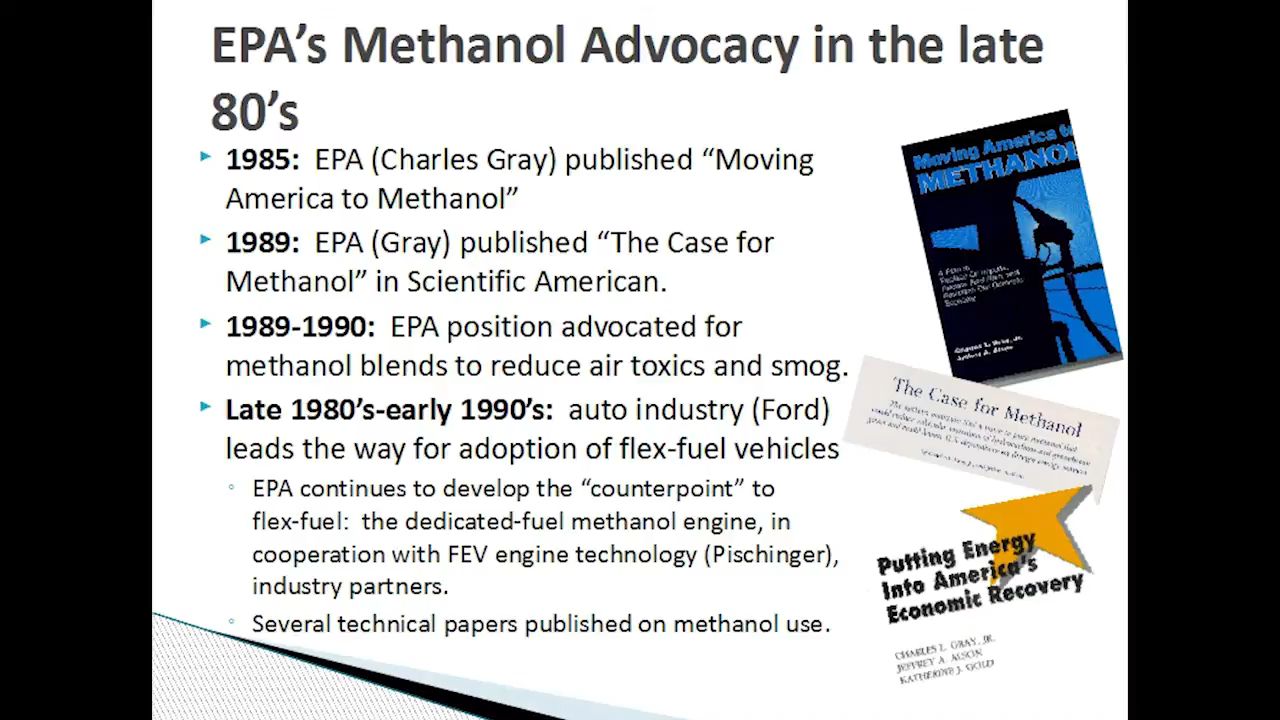 EPA’s Methanol Advocacy in the late
80’s
1985: EPA (Charles Gray) published “Moving
America to Methanol”
1989: EPA (Gray) published “The Case for
Methanol” in Scientific American.
1989-1990: EPA position advocated for
methanol blends to reduce air toxics and smog.
Late 1980’s-early 1990’s: auto industry (Ford)
leads the way for adoption of flex-fuel vehicles
EPA continues to develop the “counterpoint” to
flex-fuel: the dedicated-fuel methanol engine, in
cooperation with FEV engine technology (Pischinger),
industry partners.
Several technical papers published on methanol use.
Moving America to
METHANOL
Charles L. Gray, Jr.
The Case for Methanol
Putting Energy
Into America's
Economic Recovery
CHARLES L. GRAY, JR.
JEFFREY A. ALSON
KATHERINE J. GOLD